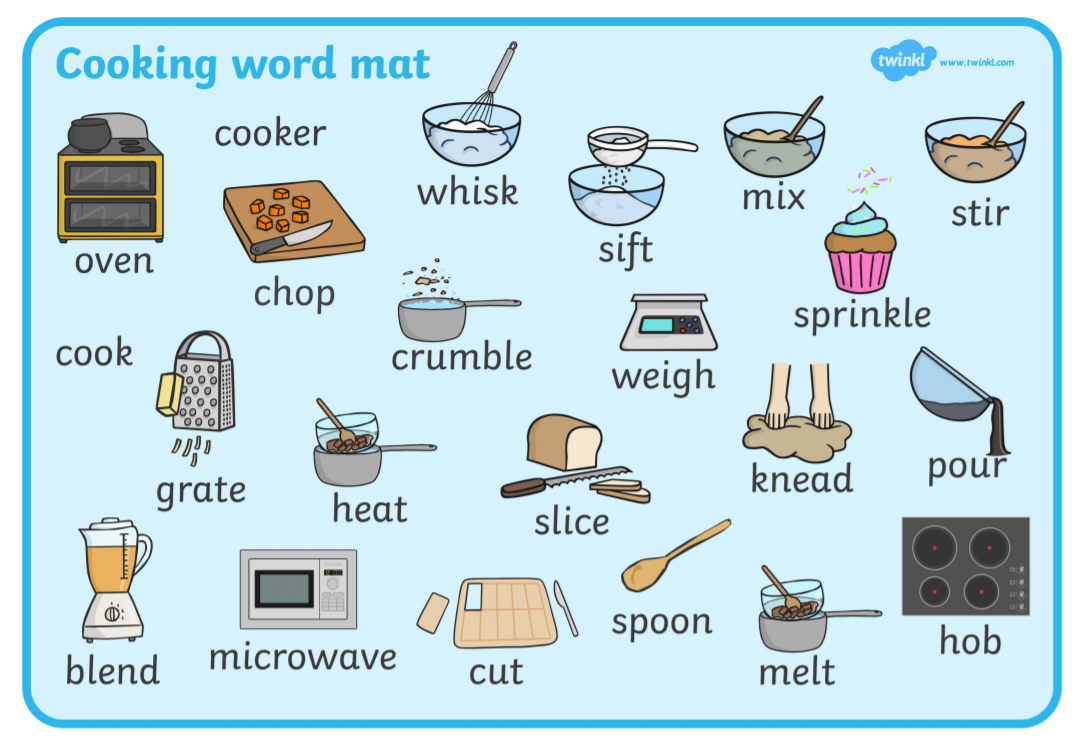 Cooking word mat
twinkl www.twinkl.com
cooker
whisk
mix
stir
sift
oven
chop
sprinkle
cook
crumble
weigh
grate
heat
slice
knead
pour
blend
microwave
cut
spoon
melt
hob